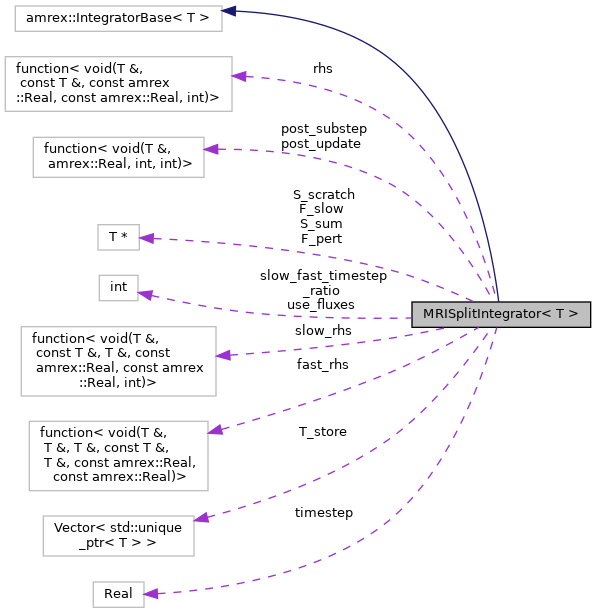 amrex::IntegratorBase< T >
function< void(T &,
const T &, const amrex
::Real, const amrex::Real, int)>
rhs
function< void(T &,
amrex::Real, int, int)>
post_substep
post_update
T *
S_scratch
F_slow
S_sum
F_pert
int
slow_fast_timestep
_ratio
use_fluxes
MRISplitIntegrator< T >
function< void(T &,
const T &, T &, const
amrex::Real, const amrex
::Real, int)>
slow_rhs
function< void(T &,
T &, T &, const T &,
T &, const amrex::Real,
const amrex::Real)>
fast_rhs
Vector< std::unique
_ptr< T > >
T_store
Real
timestep